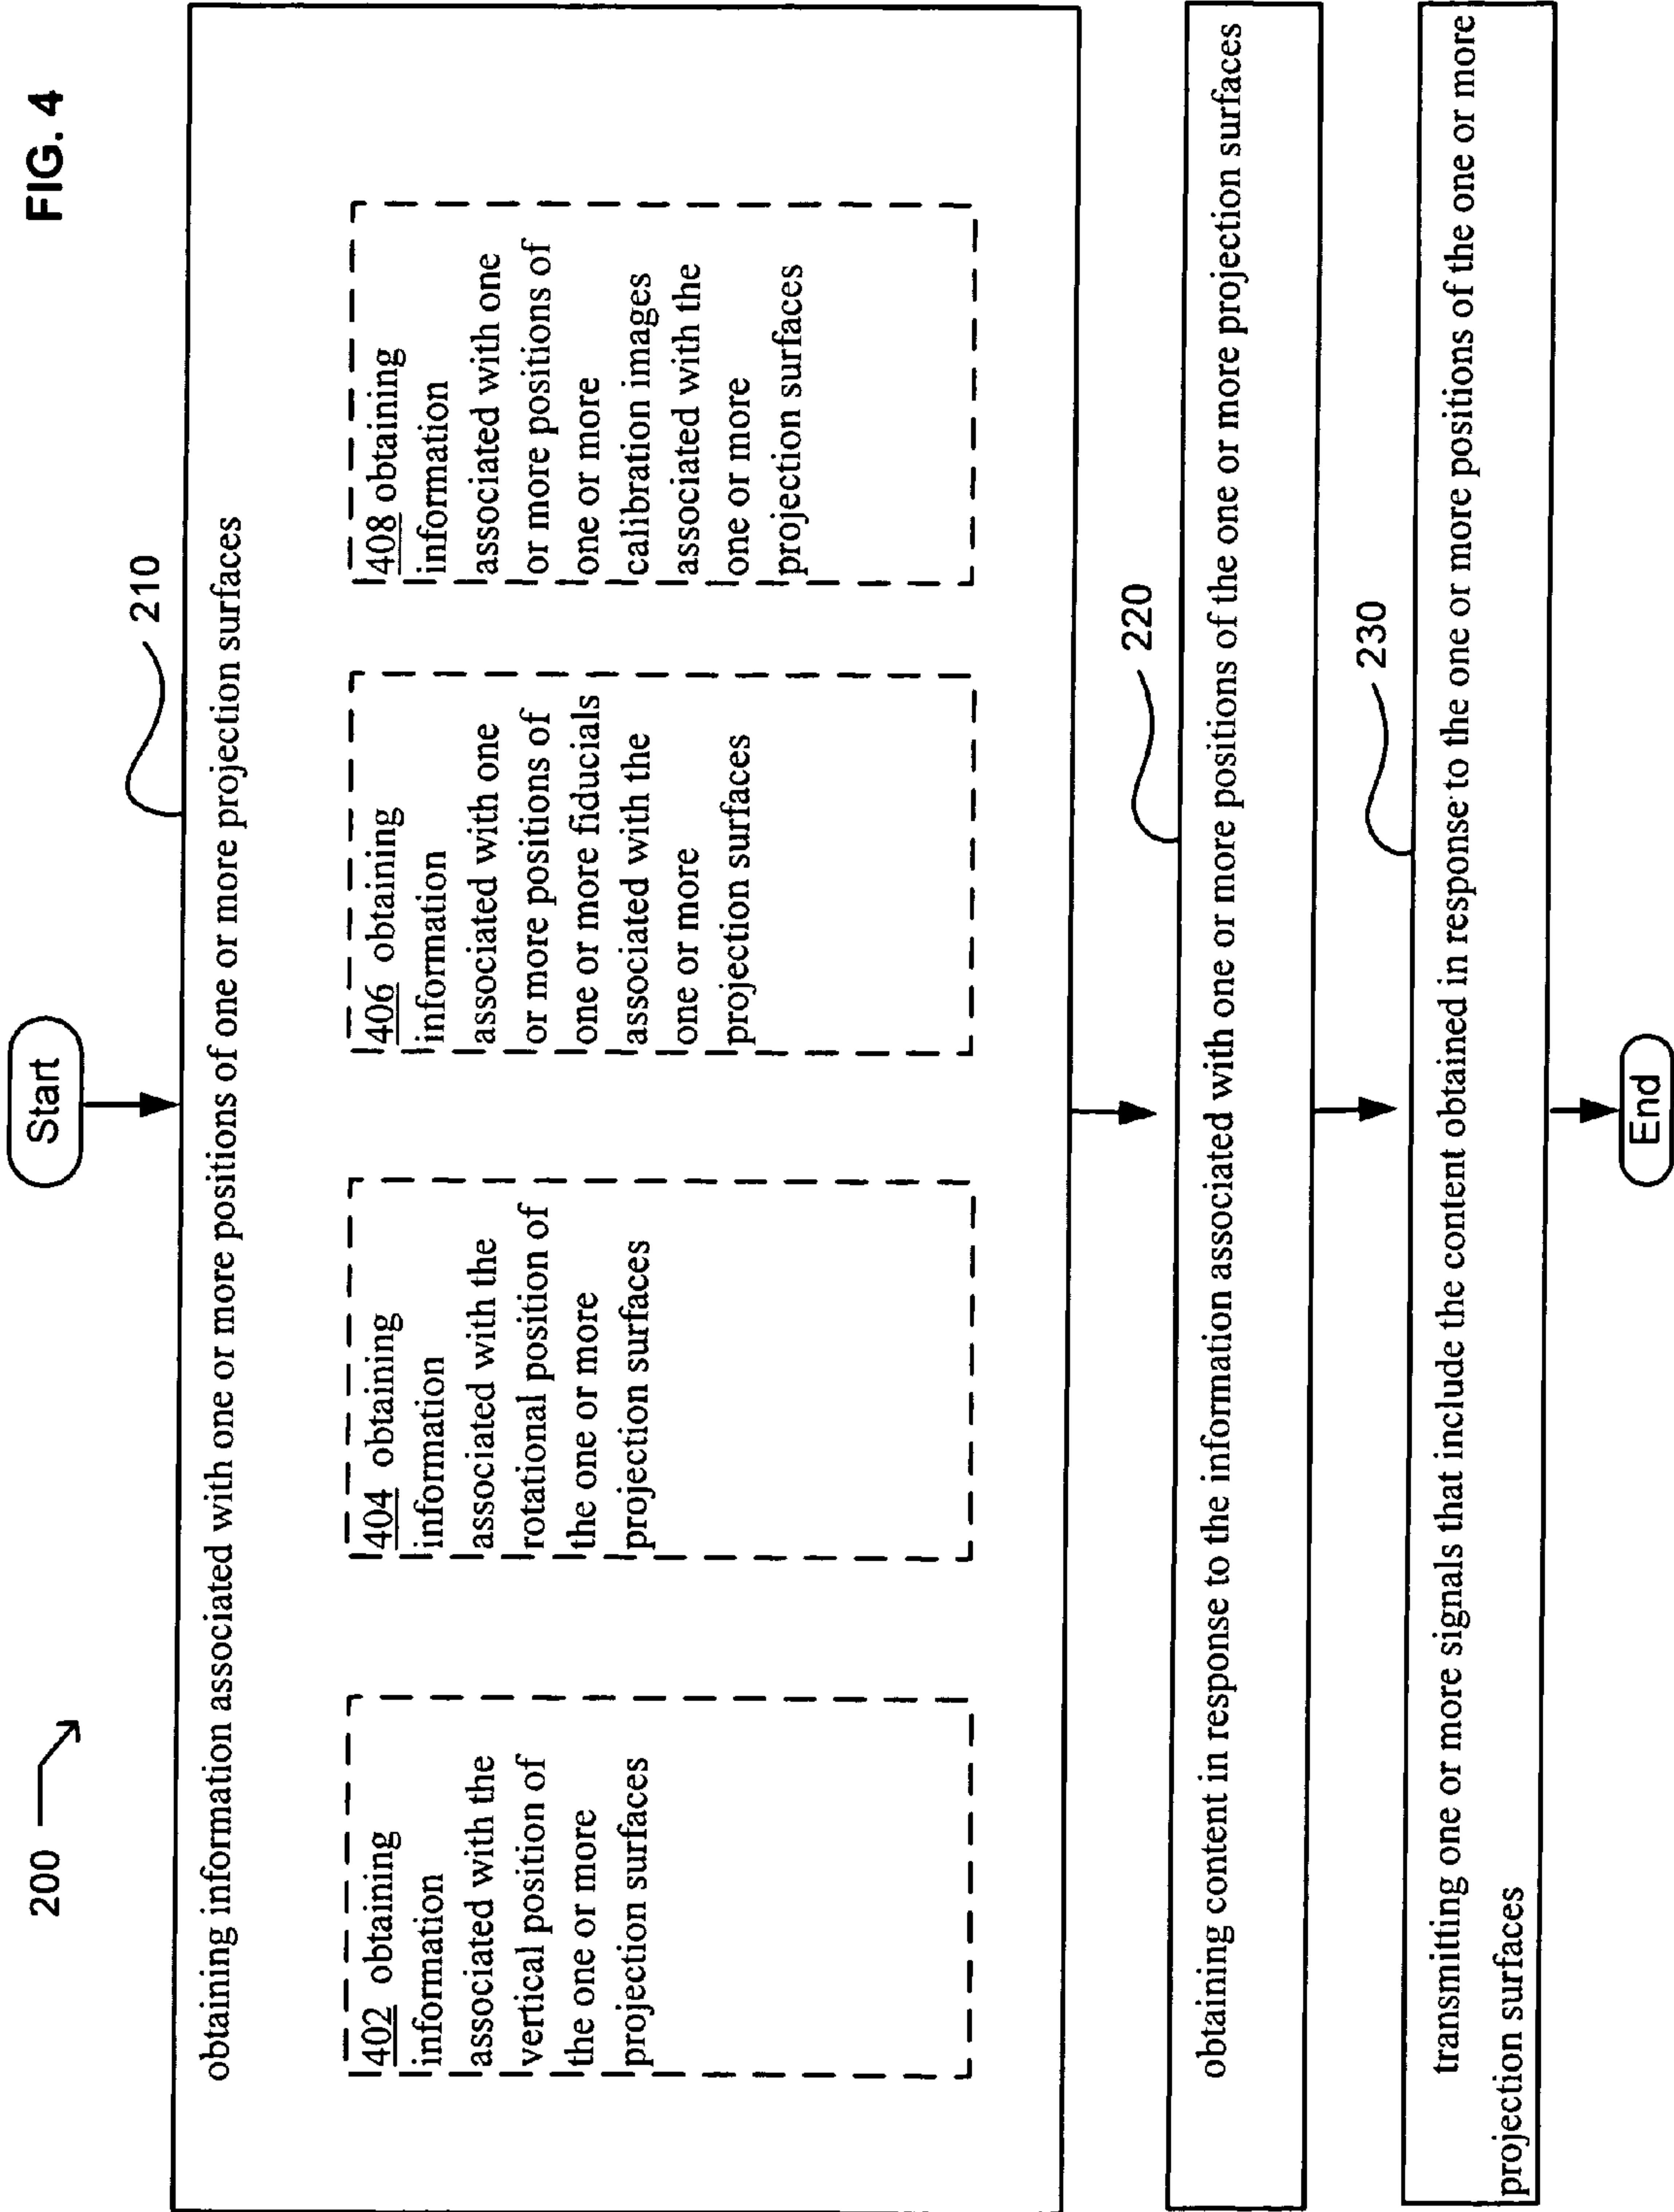 FIG. 4
200
Start
210
obtaining information associated with one or more positions of one or more projection surfaces
402 obtaining
information
associated with the
vertical position of
the one or more
projection surfaces
404 obtaining
information
associated with the
rotational position of
the one or more
projection surfaces
406 obtaining
information
associated with one
or more positions of
one or more fiducials
associated with the
one or more
projection surfaces
408 obtaining
information
associated with one
or more positions of
one or more
calibration images
associated with the
one or more
projection surfaces
220
obtaining content in response to the information associated with one or more positions of the one or more projection surfaces
230
transmitting one or more signals that include the content obtained in response to the one or more positions of the one or more
projection surfaces
End